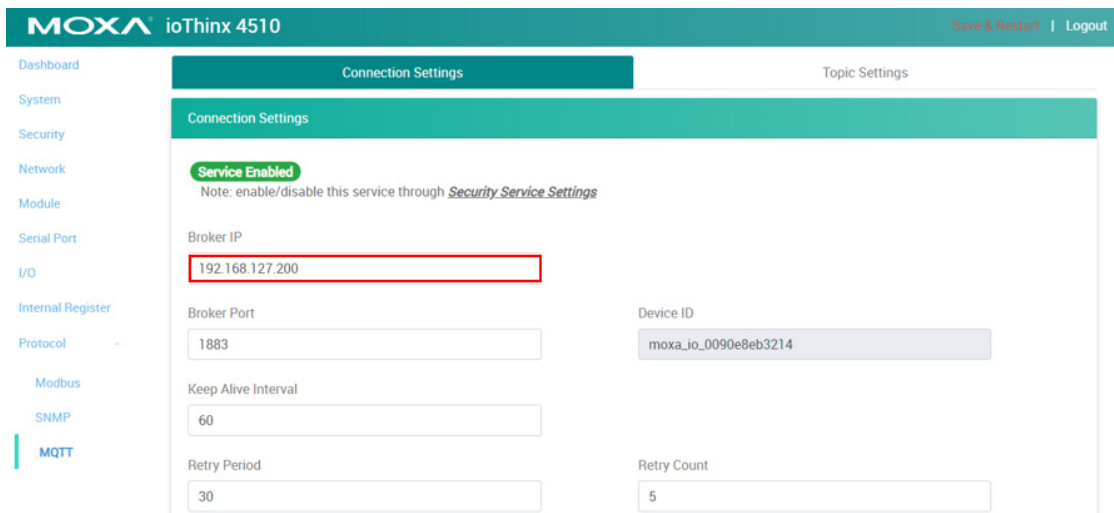 MOXA® ioThinx 4510
Save & Restart | Logout
Dashboard
System
Security
Network
Module
Serial Port
I/O
Internal Register
Protocol -
Modbus
SNMP
MQTT
Connection Settings
Topic Settings
Connection Settings
Service Enabled
Note: enable/disable this service through Security Service Settings
Broker IP
192.168.127.200
Broker Port
1883
Device ID
moxa_io_0090e8eb3214
Keep Alive Interval
60
Retry Period
30
Retry Count
5